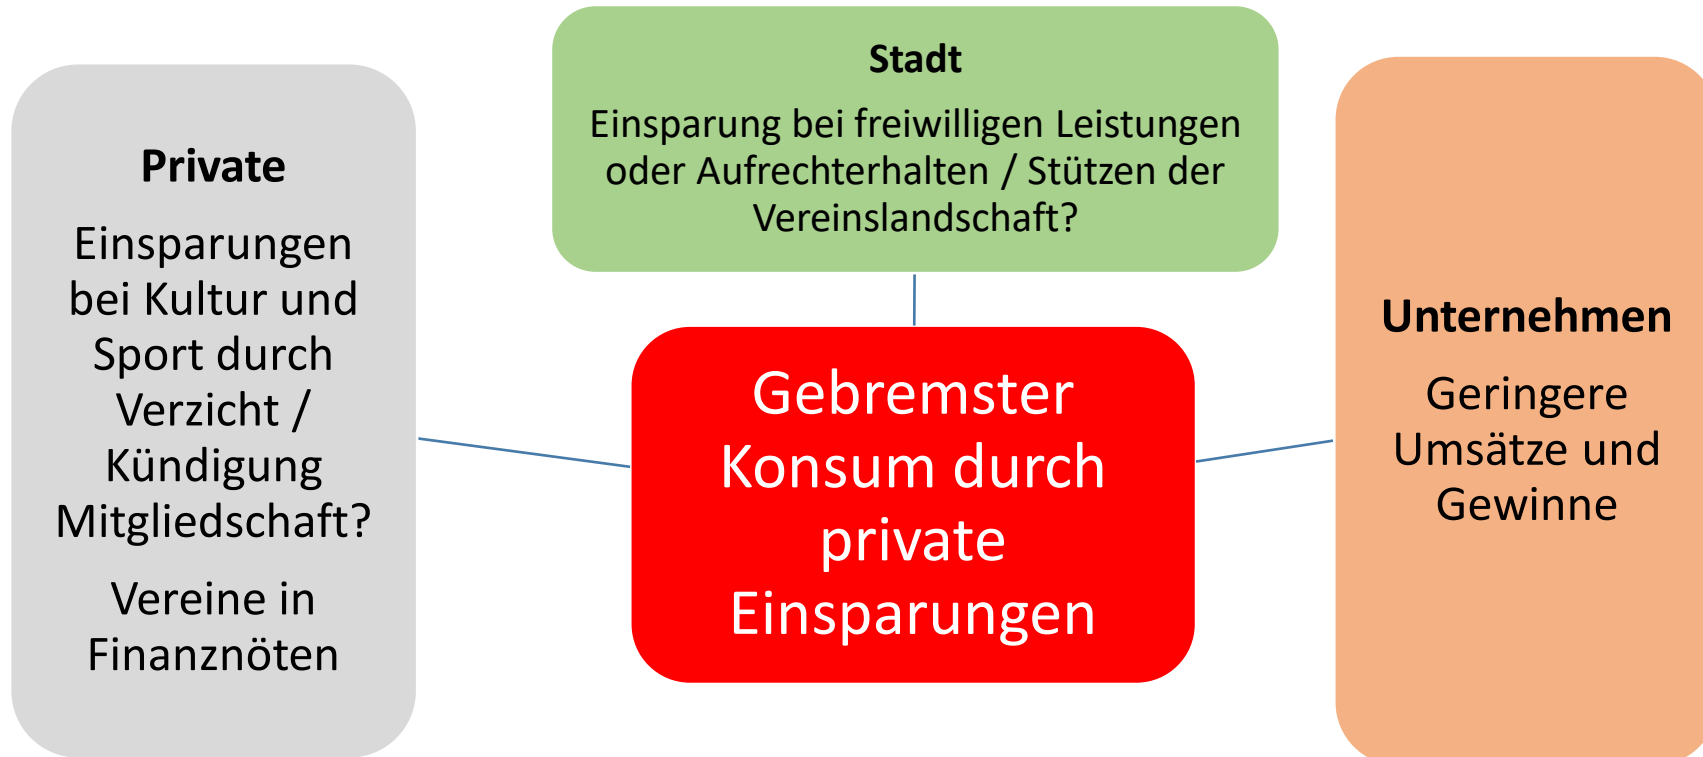 Private
Einsparungen
bei Kultur und
Sport durch
Verzicht /
Kündigung
Mitgliedschaft?
Vereine in
Finanznöten
Stadt
Einsparung bei freiwilligen Leistungen
oder Aufrechterhalten / Stützen der
Vereinslandschaft?
Gebremster
Konsum durch
private
Einsparungen
Unternehmen
Geringere
Umsätze und
Gewinne